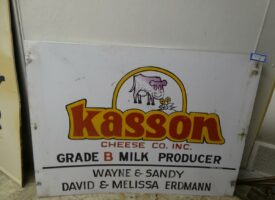 kasson
CHEESE CO. INC.
GRADE B MILK PRODUCER
WAYNE & SANDY
DAVID & MELISSA ERDMANN